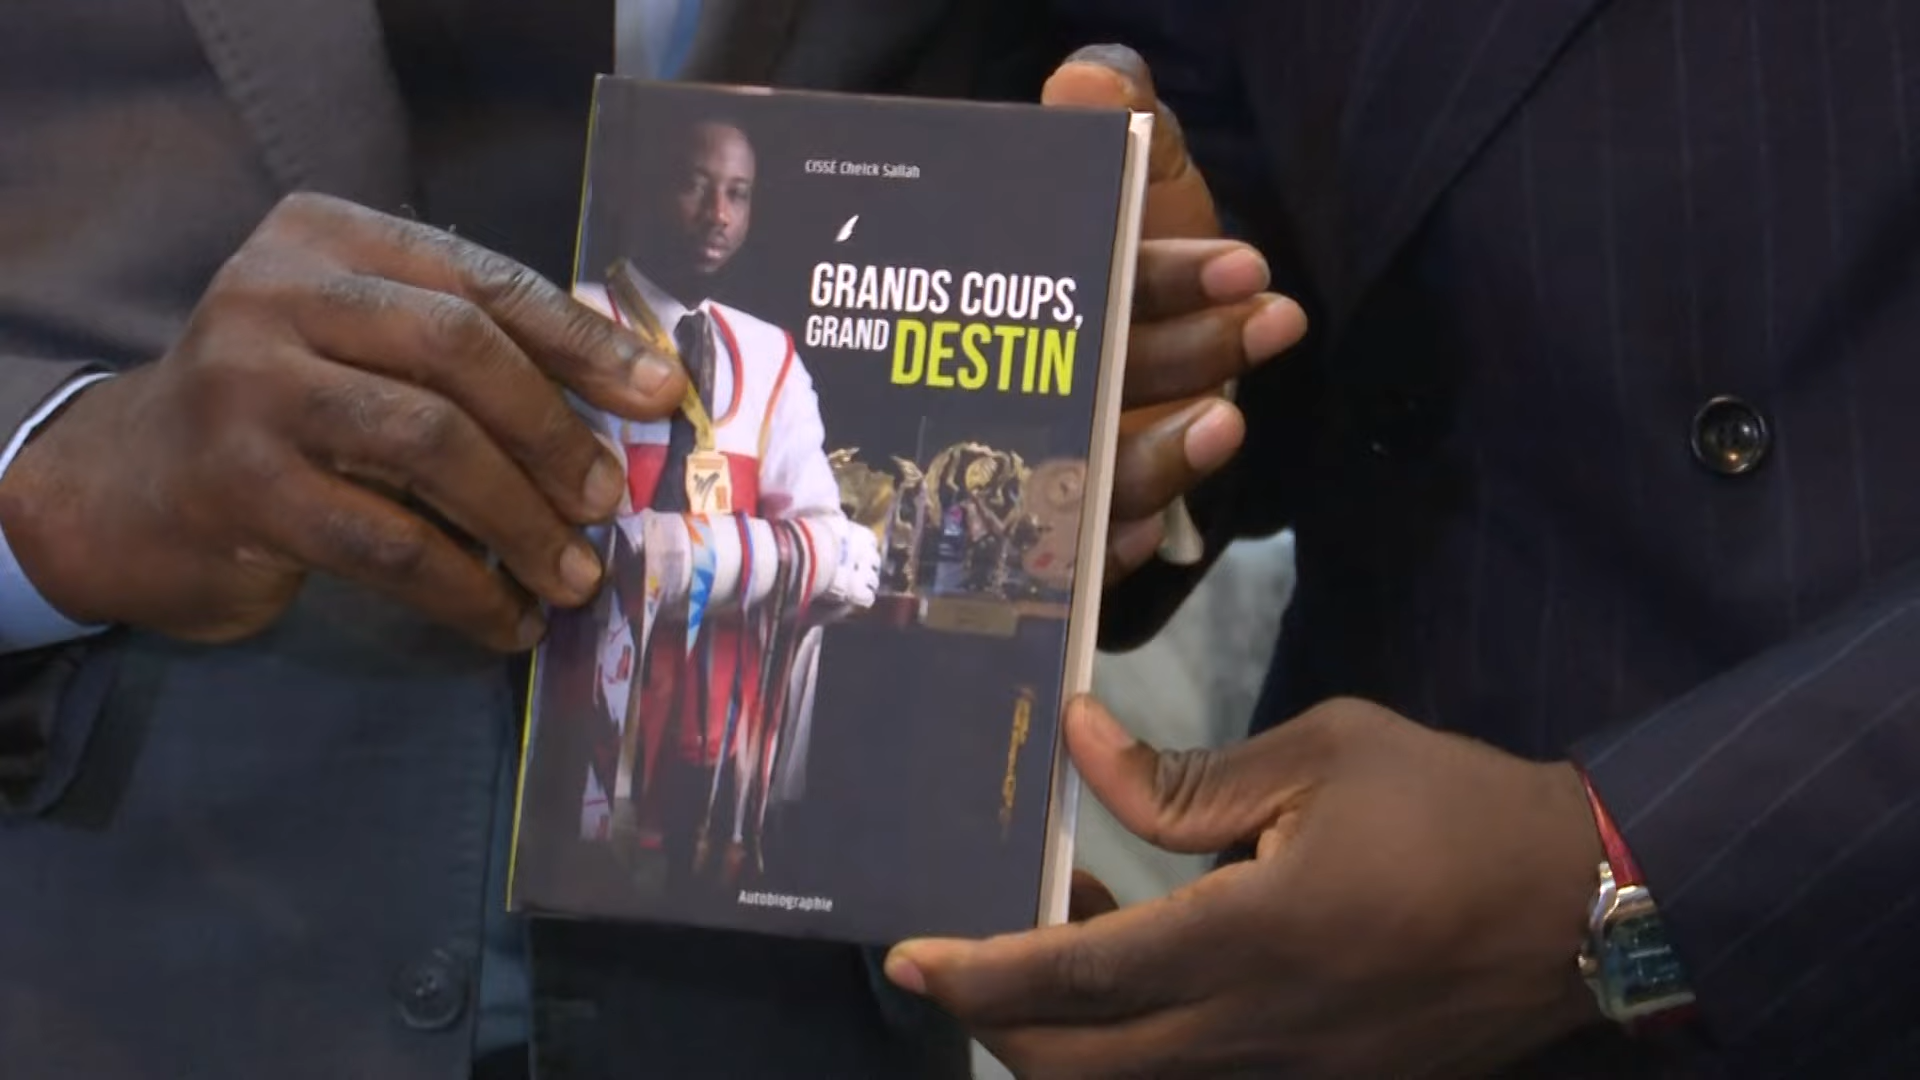 CISSÉ Cheick Sallah
GRANDS COUPS,
GRAND DESTIN
Autobiographie